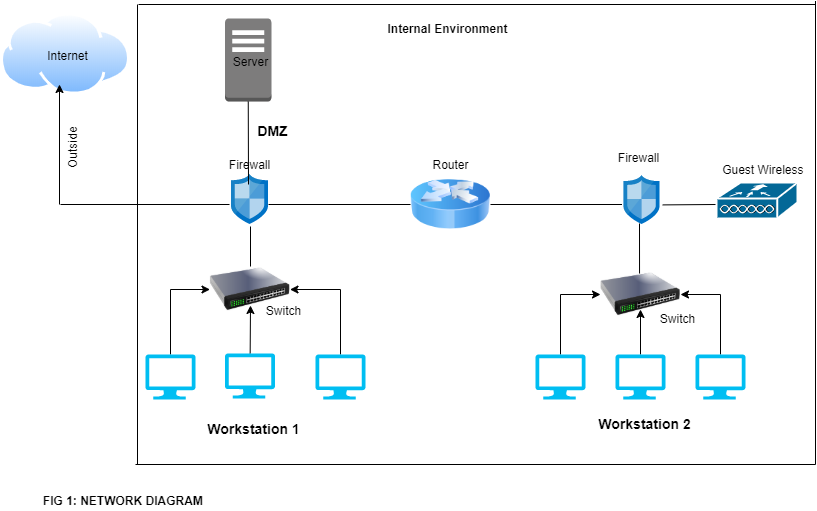 Internal Environment
Internet
Server
Outside
DMZ
Firewall
Router
Firewall
Guest Wireless
Switch
Switch
Workstation 1
Workstation 2
FIG 1: NETWORK DIAGRAM